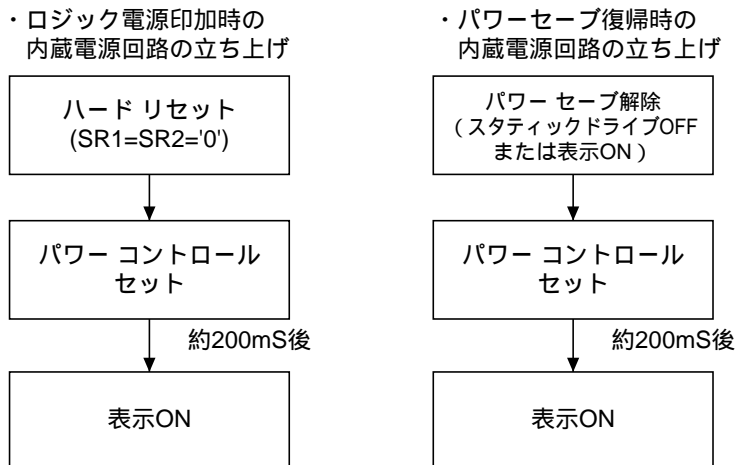 ・ロジック電源印加時の
内蔵電源回路の立ち上げ
ハード リセット
(SR1=SR2='0')
パワー コントロール
セット
約200mS後
表示ON
・パワーセーブ復帰時の
内蔵電源回路の立ち上げ
パワー セーブ解除
（スタティックドライブOFF
または表示ON）
パワー コントロール
セット
約200mS後
表示ON